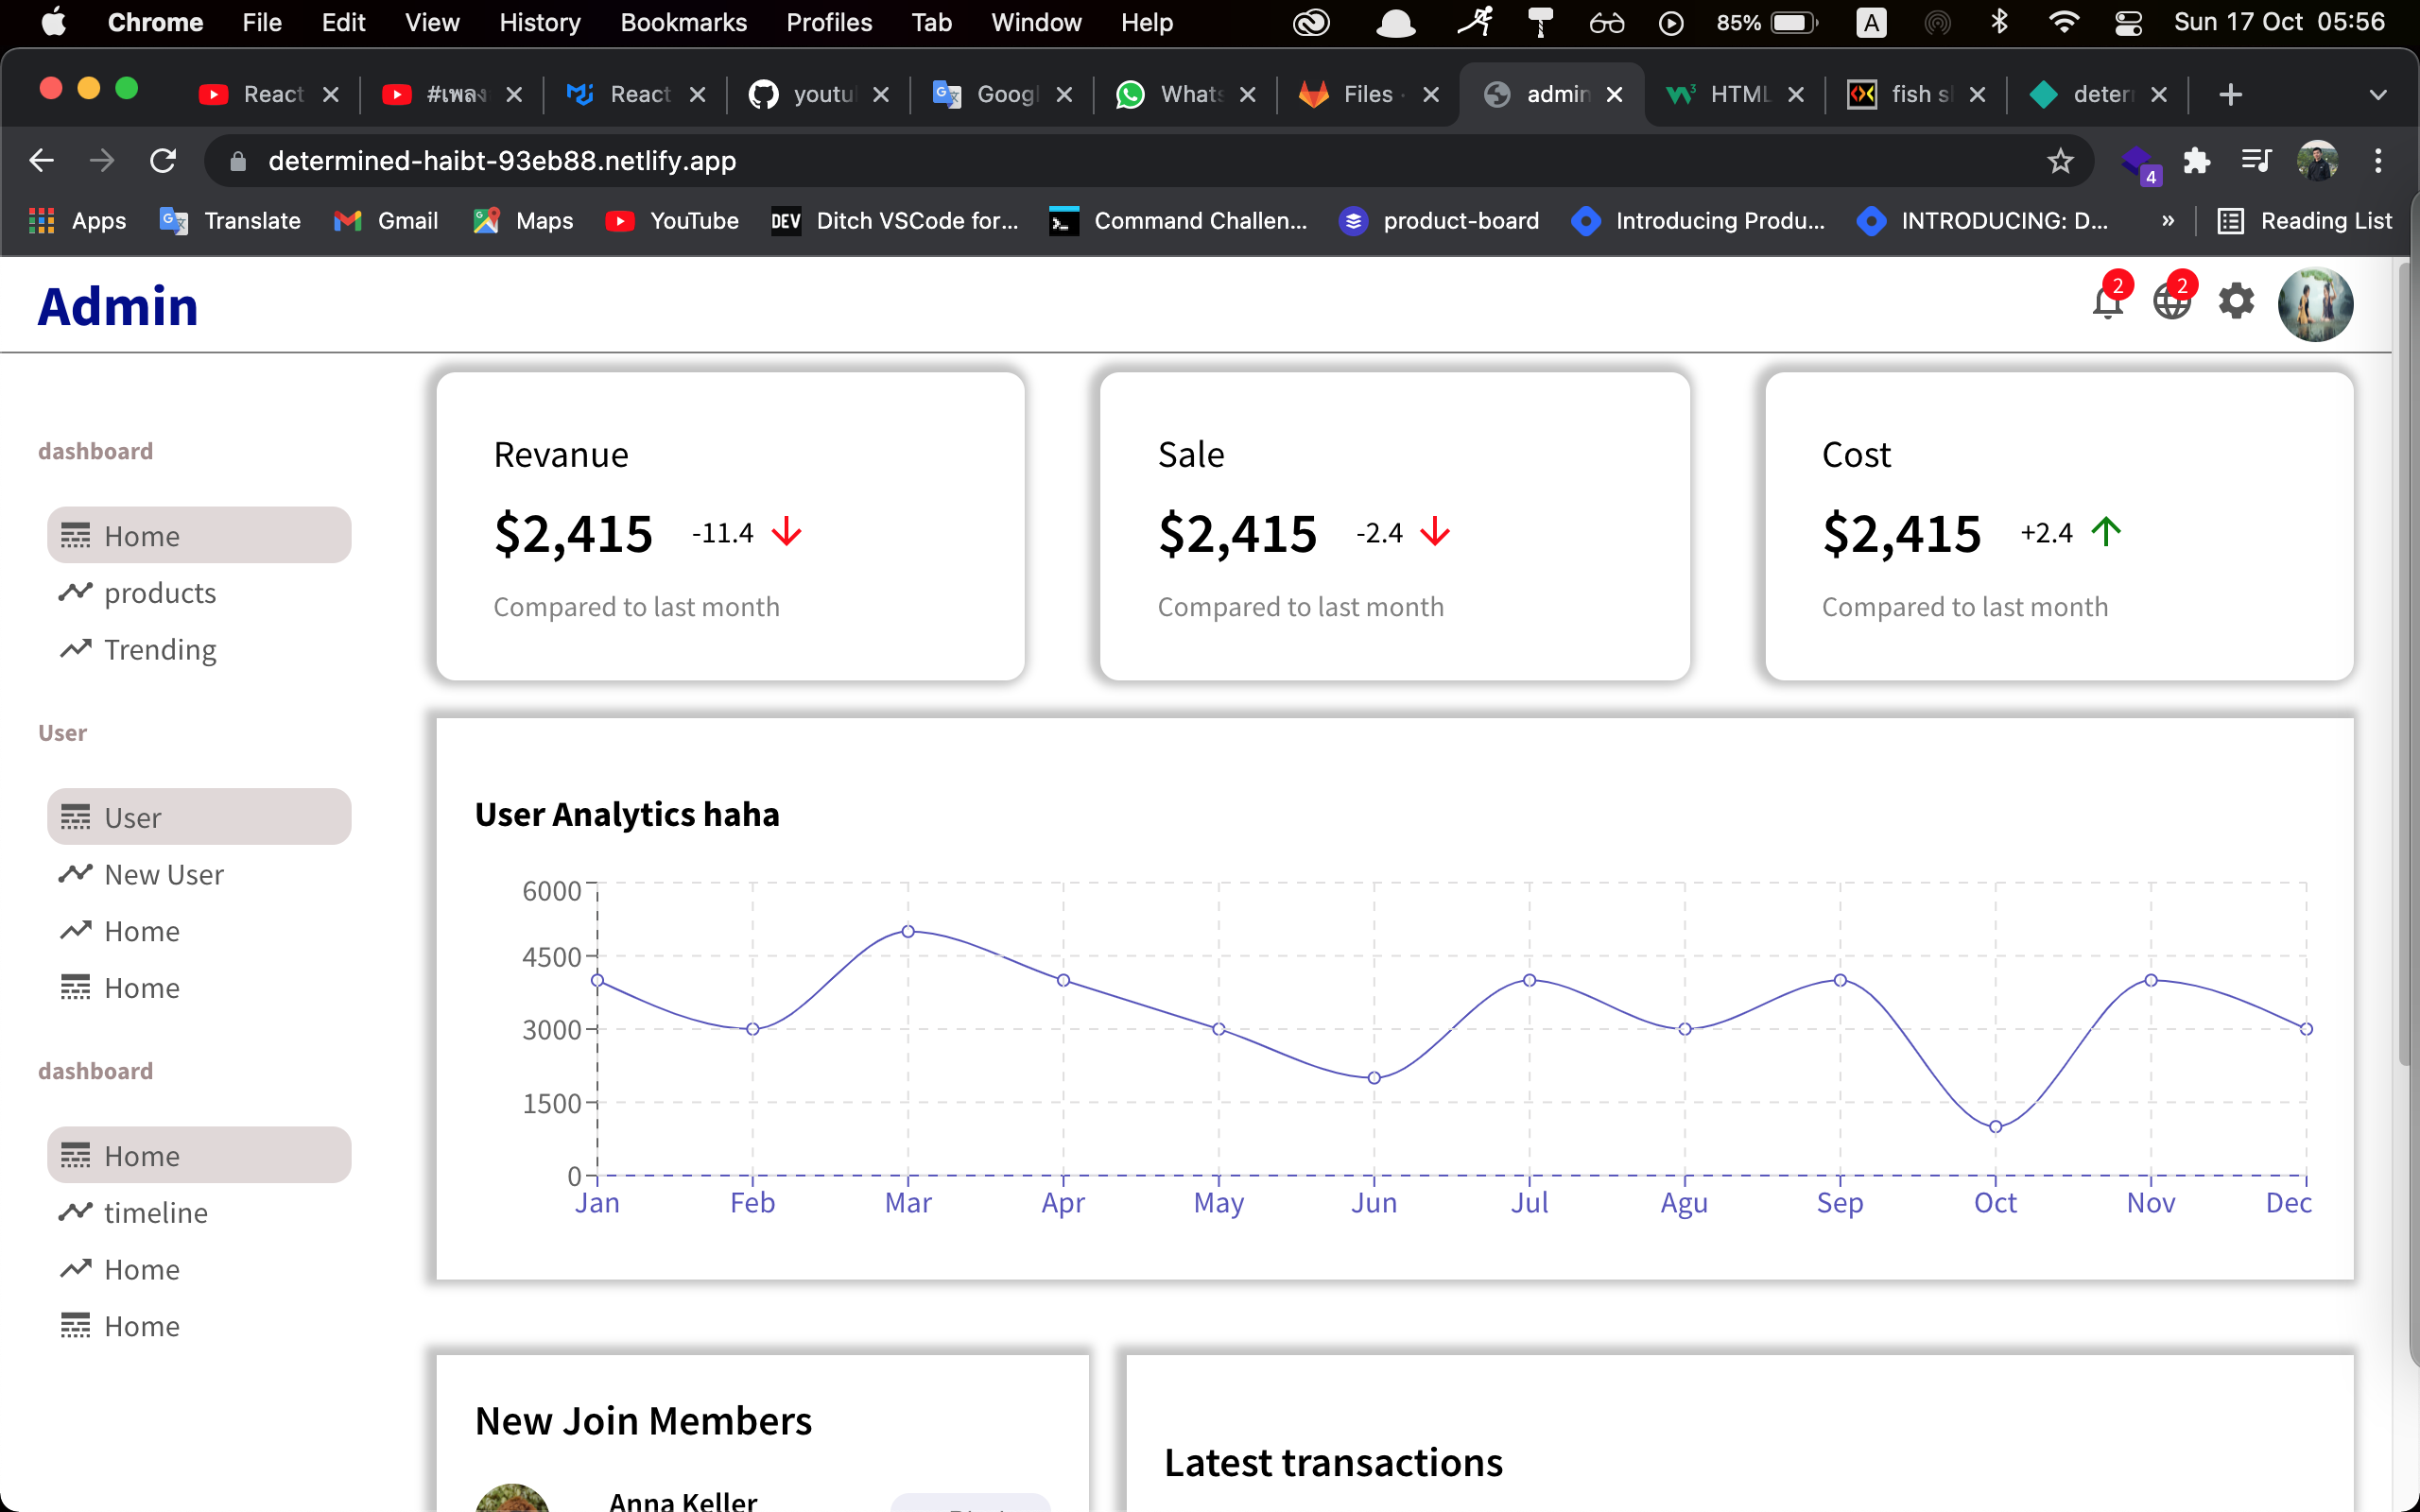 Chrome File Edit View History Bookmarks Profiles Tab Window Help 85% A Sun 17 Oct 05:56
React #เพลง React youtu Googl Whats Files admin HTML fish s deter
determined-haibt-93eb88.netlify.app 4
Apps Translate Gmail Maps YouTube DEV Ditch VSCode for... Command Challen... product-board Introducing Produ... INTRODUCING: D... » Reading List
Admin 2 2
dashboard
Home
products
Trending
User
User
New User
Home
Home
dashboard
Home
timeline
Home
Home
Revanue
$2,415 -11.4
Compared to last month
Sale
$2,415 -2.4
Compared to last month
Cost
$2,415 +2.4
Compared to last month
User Analytics haha
6000
4500
3000
1500
0
Jan Feb Mar Apr May Jun Jul Agu Sep Oct Nov Dec
New Join Members
Anna Keller
Latest transactions